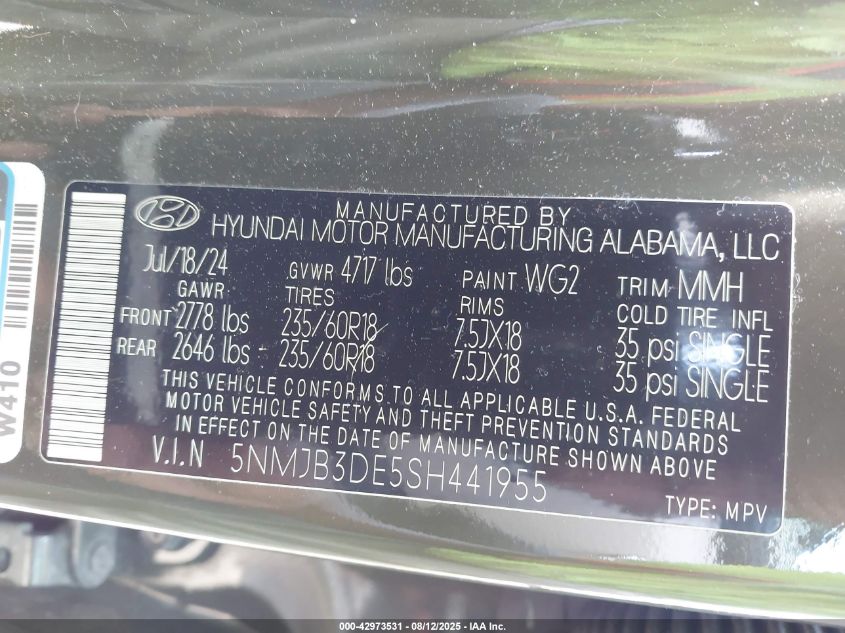 MANUFACTURED BY
HYUNDAI MOTOR MANUFACTURING ALABAMA, LLC
Jul/18/24 GVWR 4717 lbs PAINT WG2 TRIM MMH
GAWR TIRES RIMS COLD TIRE INFL
FRONT 2778 lbs 235/60R18 7.5JX18 35 psi SINGLE
REAR 2646 lbs - 235/60R18 7.5JX18 35 psi SINGLE
THIS VEHICLE CONFORMS TO ALL APPLICABLE U.S.A. FEDERAL
MOTOR VEHICLE SAFETY AND THEFT PREVENTION STANDARDS
IN EFFECT ON THE DATE OF MANUFACTURE SHOWN ABOVE.
V.I.N 5NMJB3DE5SH441955
TYPE: MPV
W410
000-42973531 - 08/12/2025 - IAA Inc.